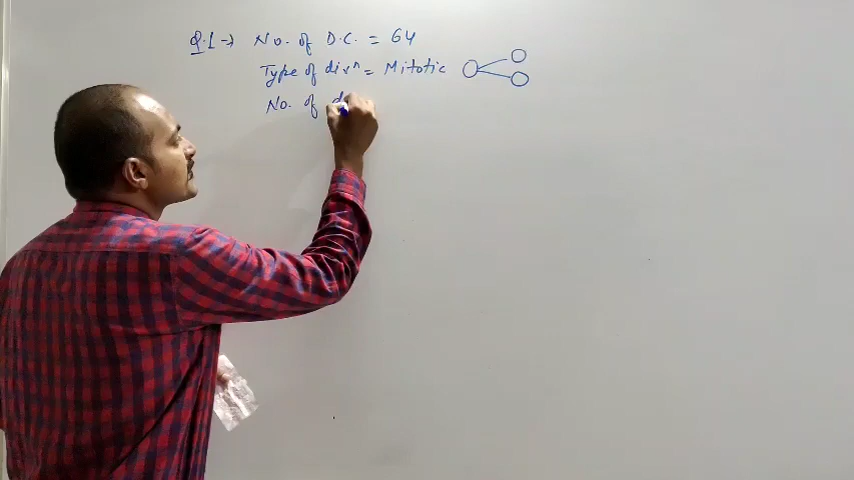 Q.1 → No. of D.C. = 64
Type of divⁿ = Mitotic
No. of d